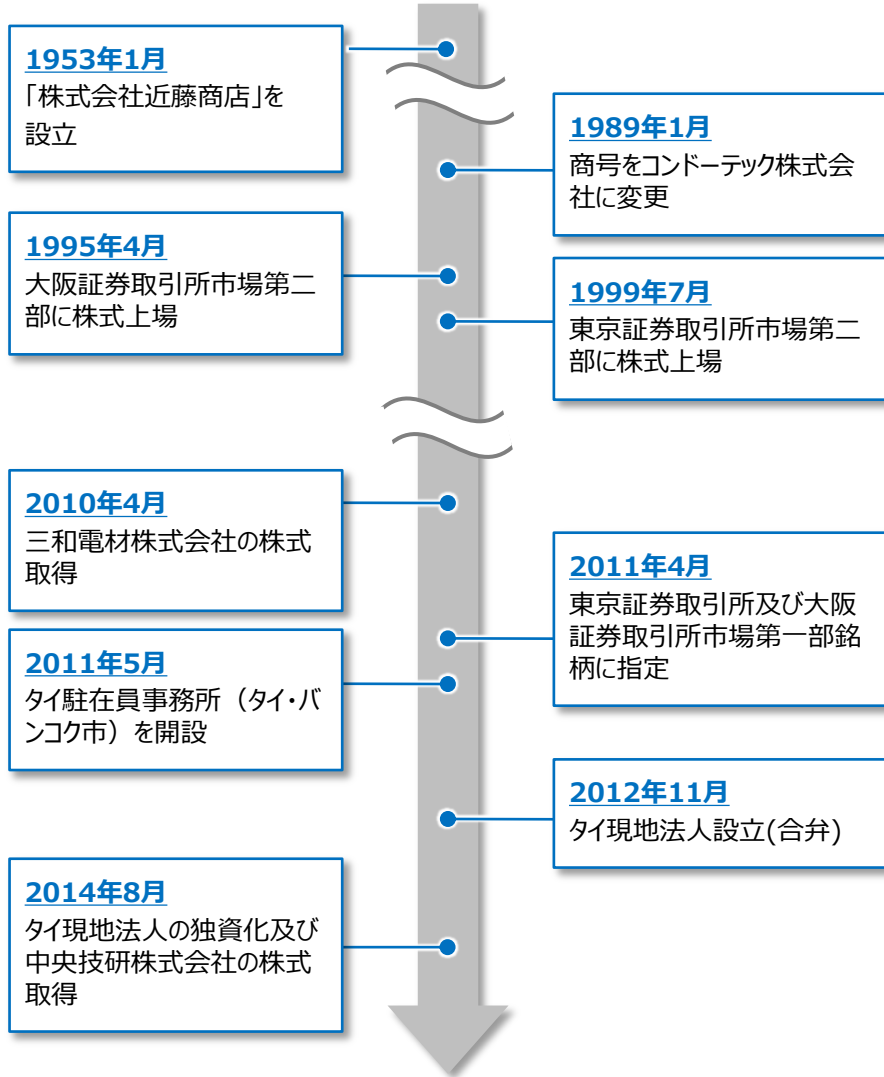 1953年1月
「株式会社近藤商店」を
設立
1989年1月
商号をコンドーテック株式会
社に変更
1995年4月
大阪証券取引所市場第二
部に株式上場
1999年7月
東京証券取引所市場第二
部に株式上場
2010年4月
三和電材株式会社の株式
取得
2011年4月
東京証券取引所及び大阪
証券取引所市場第一部銘
柄に指定
2011年5月
タイ駐在員事務所（タイ・バ
ンコク市）を開設
2012年11月
タイ現地法人設立(合弁)
2014年8月
タイ現地法人の独資化及び
中央技研株式会社の株式
取得